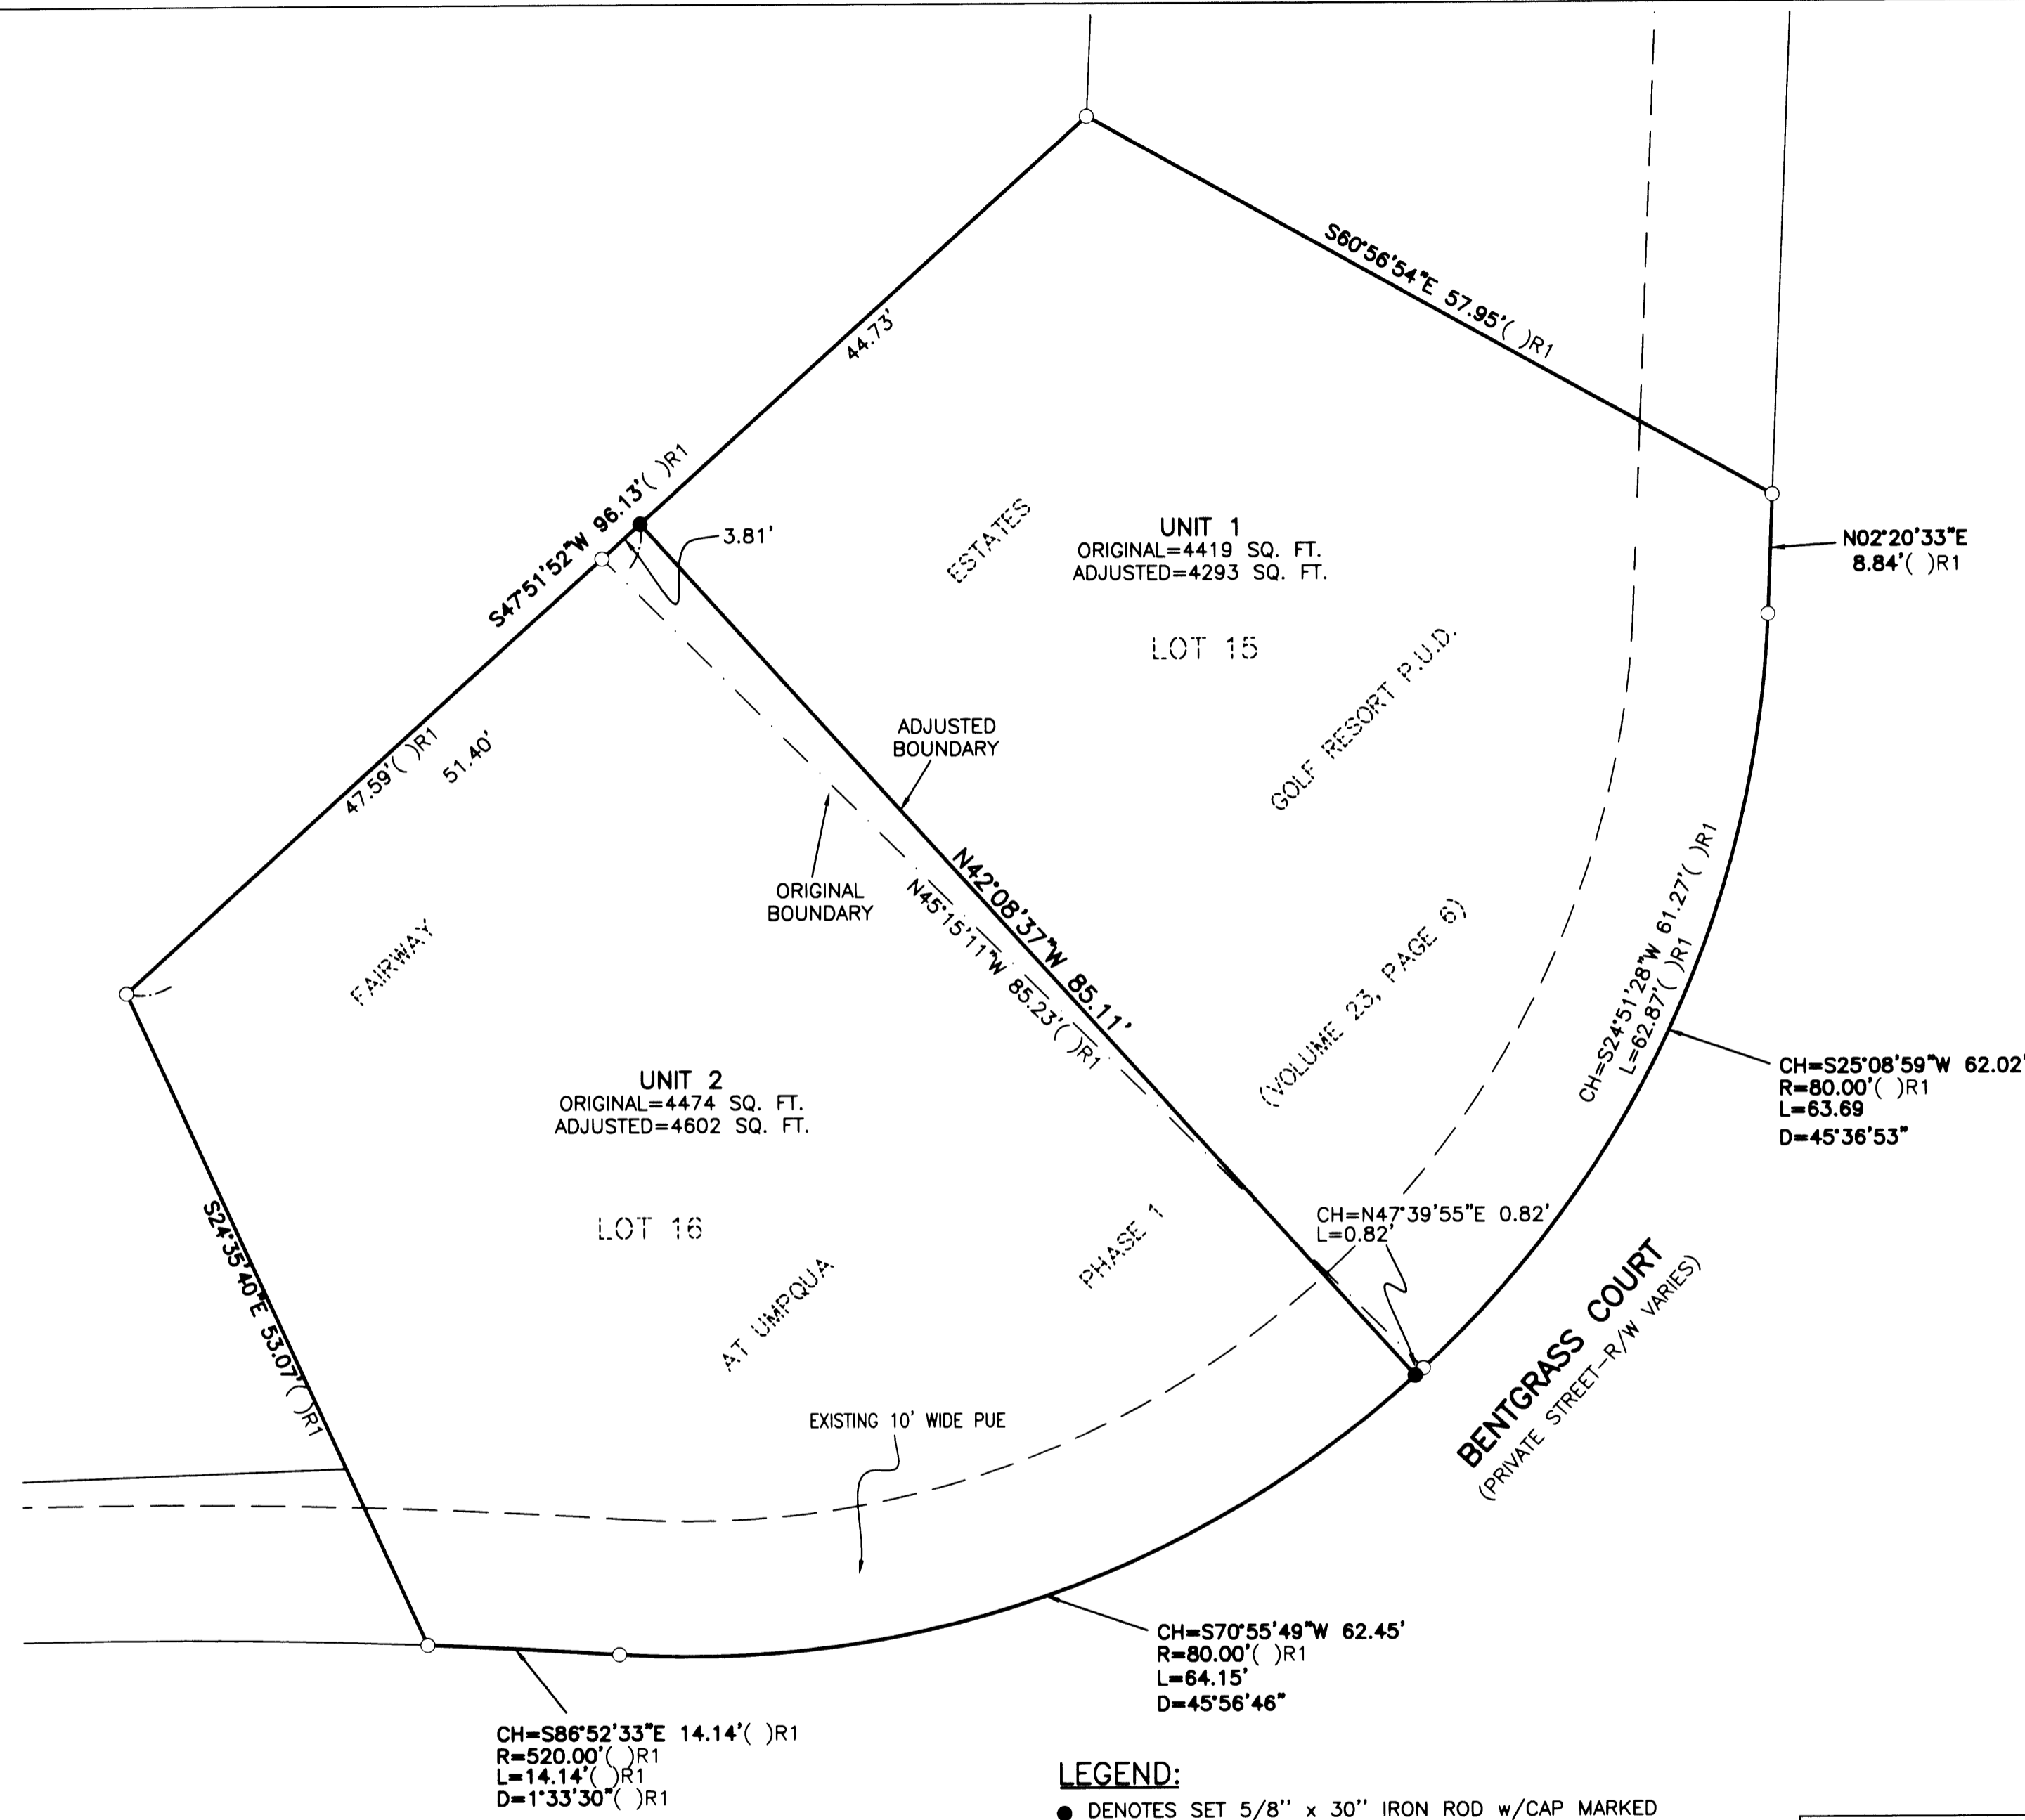 S60°56'54"E 57.95'( )R1
44.73'
S47°51'52"W 96.13'( )R1
3.81'
UNIT 1
ORIGINAL=4419 SQ. FT.
ADJUSTED=4293 SQ. FT.
ESTATES
LOT 15
N02°20'33"E
8.84'( )R1
GOLF RESORT P.U.D.
ADJUSTED
BOUNDARY
47.59'( )R1
51.40'
ORIGINAL
BOUNDARY
N42°08'37"W 85.11'
N45°15'11"W 85.23'( )R1
FAIRWAY
(VOLUME 23, PAGE 6)
CH=S24°51'28"W 61.27'( )R1
L=62.87'( )R1
CH=S25°08'59"W 62.02'
R=80.00'( )R1
L=63.69
D=45°36'53"
UNIT 2
ORIGINAL=4474 SQ. FT.
ADJUSTED=4602 SQ. FT.
LOT 16
S24°35'40"E 53.07'( )R1
AT UMPQUA
PHASE 1
CH=N47°39'55"E 0.82'
L=0.82'
BENTGRASS COURT
(PRIVATE STREET-R/W VARIES)
EXISTING 10' WIDE PUE
CH=S70°55'49"W 62.45'
R=80.00'( )R1
L=64.15'
D=45°56'46"
CH=S86°52'33"E 14.14'( )R1
R=520.00'( )R1
L=14.14'( )R1
D=1°33'30"( )R1
LEGEND:
DENOTES SET 5/8" x 30" IRON ROD w/CAP MARKED